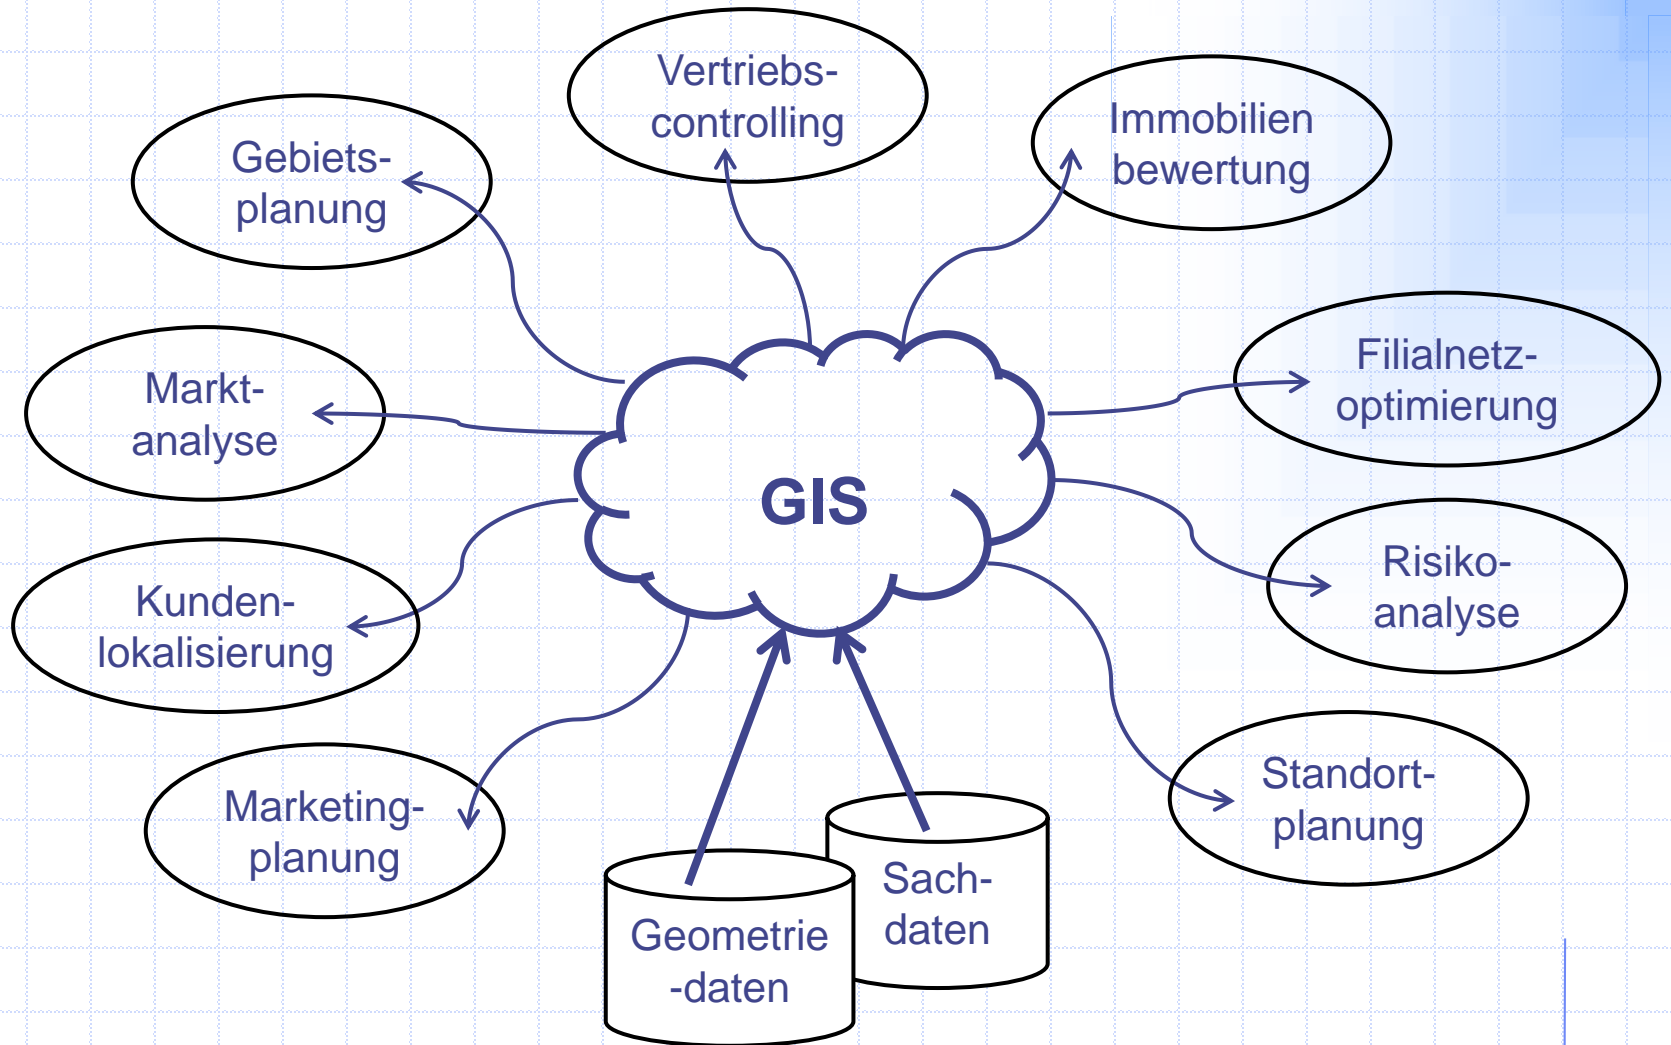 Vertriebs-
controlling
Immobilien
bewertung
Gebiets-
planung
Filialnetz-
optimierung
Markt-
analyse
GIS
Risiko-
analyse
Kunden-
lokalisierung
Standort-
planung
Marketing-
planung
Sach-
daten
Geometrie
-daten